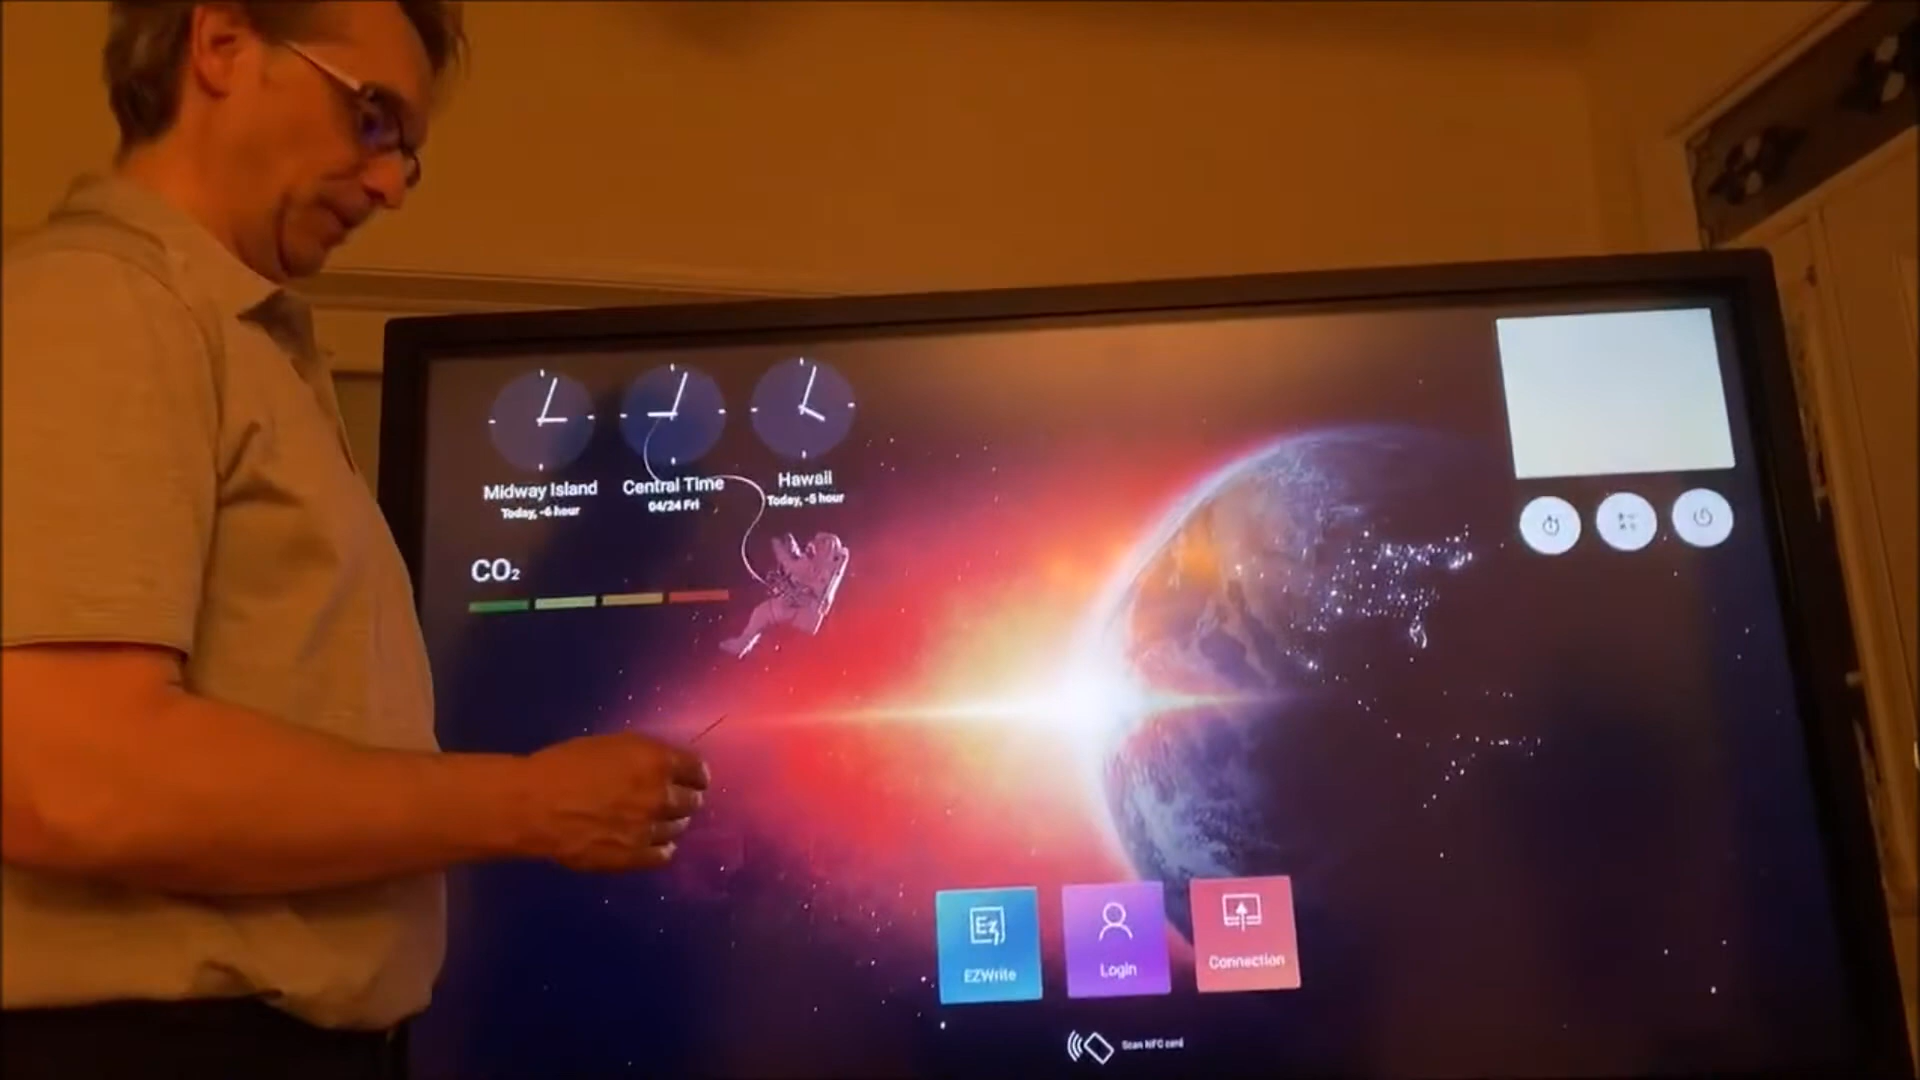 Midway Island
Today, -6 hour
Central Time
04/24 Fri
Hawaii
Today, -5 hour
CO₂
EZ
EZWrite
Login
Connection
Scan NFC card